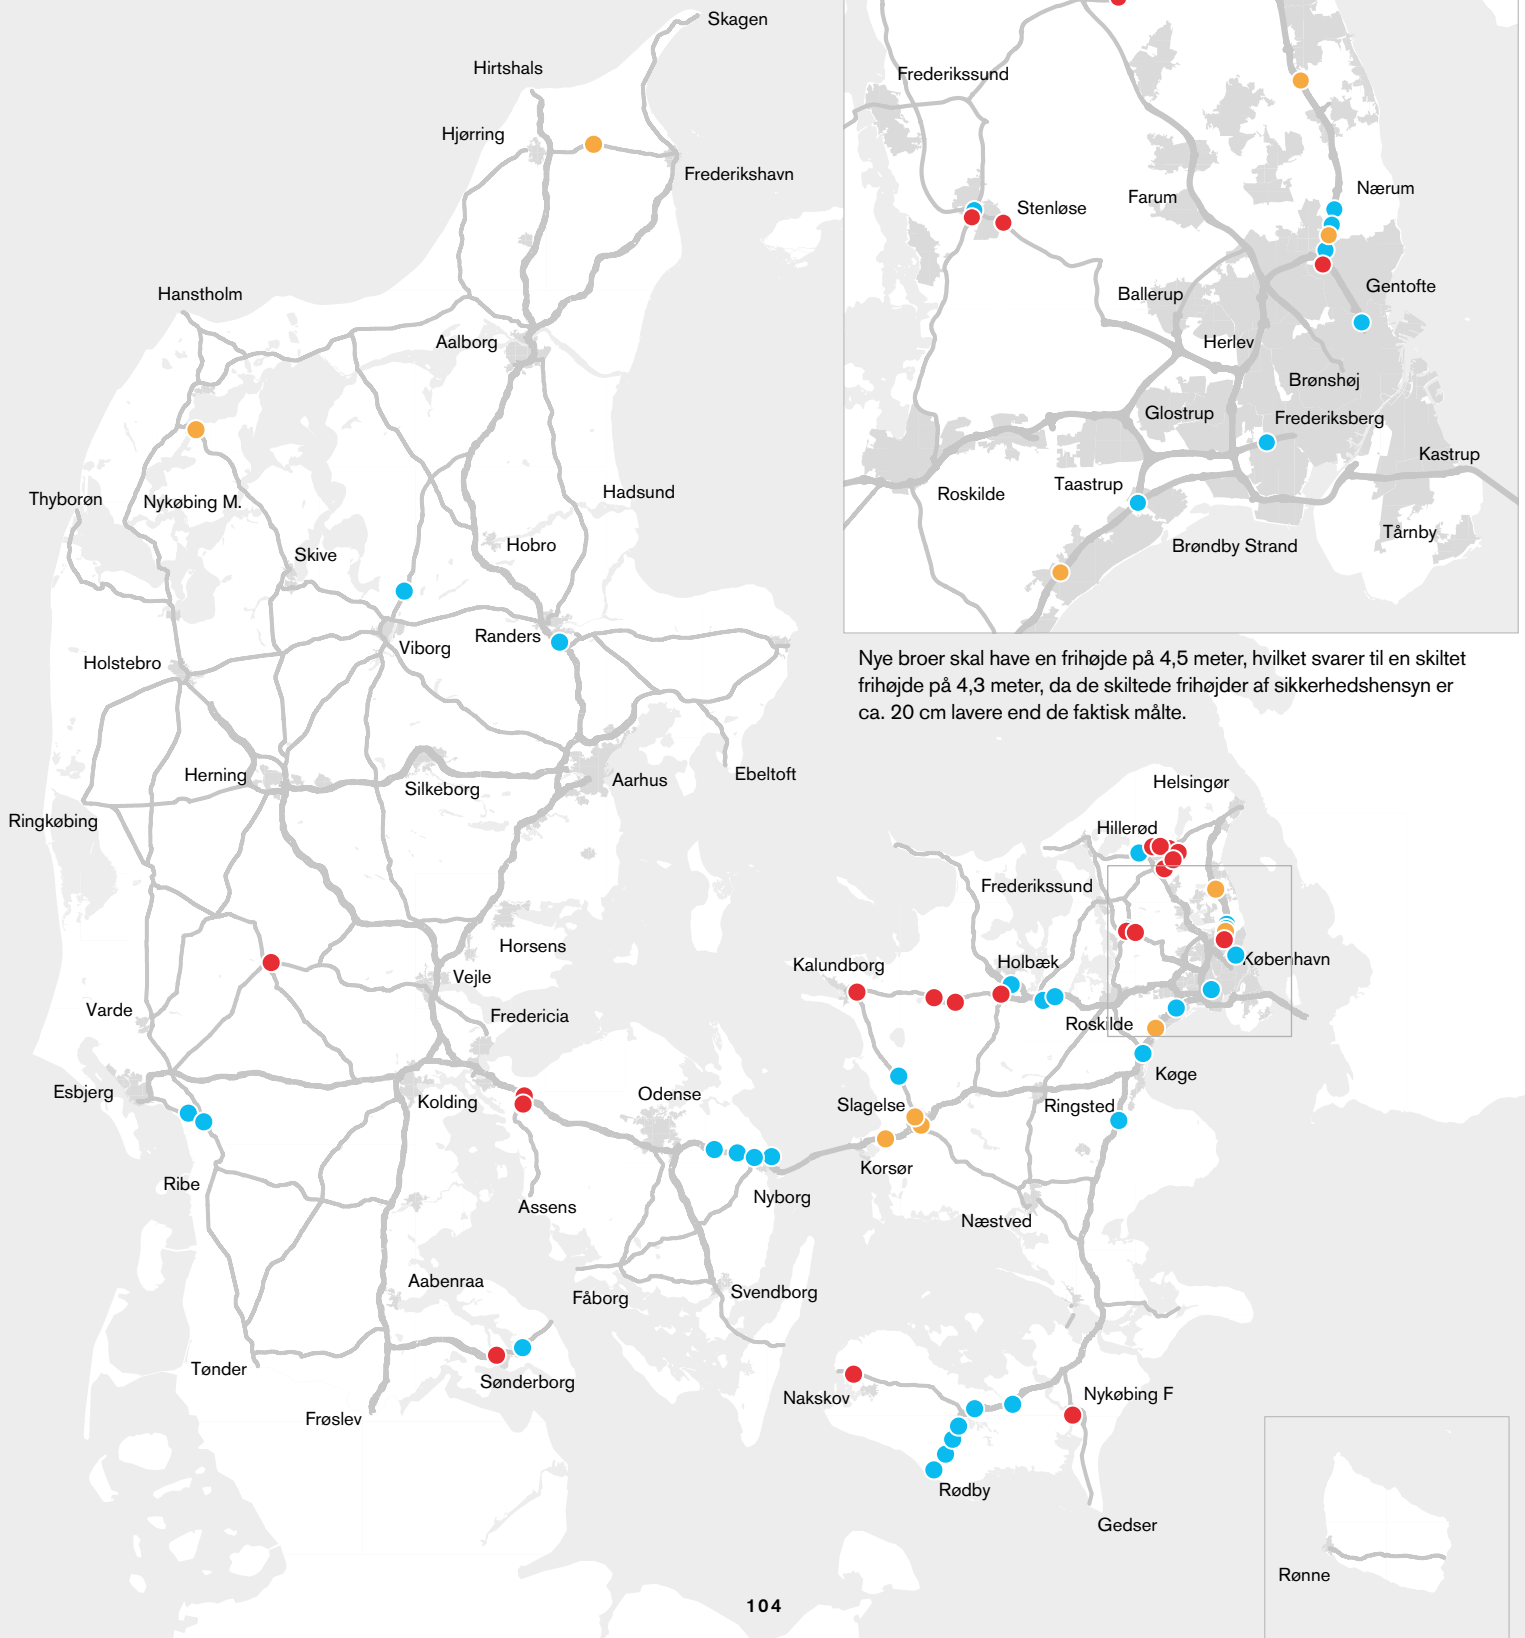 Skagen
Hirtshals
Hjørring
Frederikshavn
Hanstholm
Aalborg
Thyborøn
Nykøbing M.
Hadsund
Skive
Hobro
Viborg
Randers
Holstebro
Herning
Silkeborg
Aarhus
Ebeltoft
Ringkøbing
Horsens
Vejle
Varde
Fredericia
Esbjerg
Kolding
Odense
Ribe
Assens
Nyborg
Aabenraa
Fåborg
Svendborg
Tønder
Sønderborg
Frøslev
Frederikssund
Stenløse
Farum
Nærum
Ballerup
Gentofte
Herlev
Brønshøj
Glostrup
Frederiksberg
Kastrup
Roskilde
Taastrup
Brøndby Strand
Tårnby
Nye broer skal have en frihøjde på 4,5 meter, hvilket svarer til en skiltet
frihøjde på 4,3 meter, da de skiltede frihøjder af sikkerhedshensyn er
ca. 20 cm lavere end de faktisk målte.
Helsingør
Hillerød
Frederikssund
Kalundborg
Holbæk
København
Roskilde
Køge
Slagelse
Ringsted
Korsør
Næstved
Nakskov
Nykøbing F
Rødby
Gedser
Rønne
104